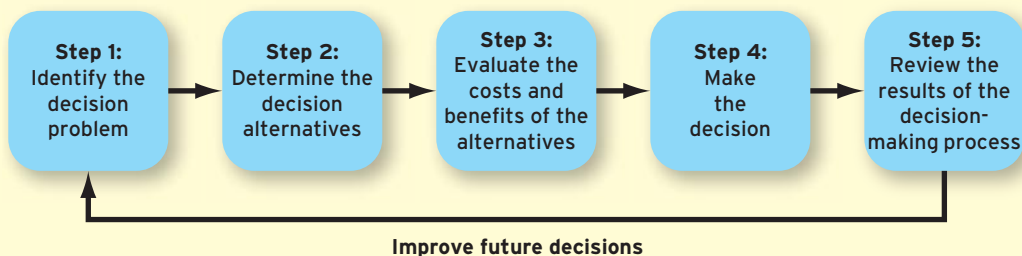 Step 1:
Identify the
decision
problem
Step 2:
Determine the
decision
alternatives
Step 3:
Evaluate the
costs and
benefits of the
alternatives
Step 4:
Make
the
decision
Step 5:
Review the
results of the
decision-
making process
Improve future decisions